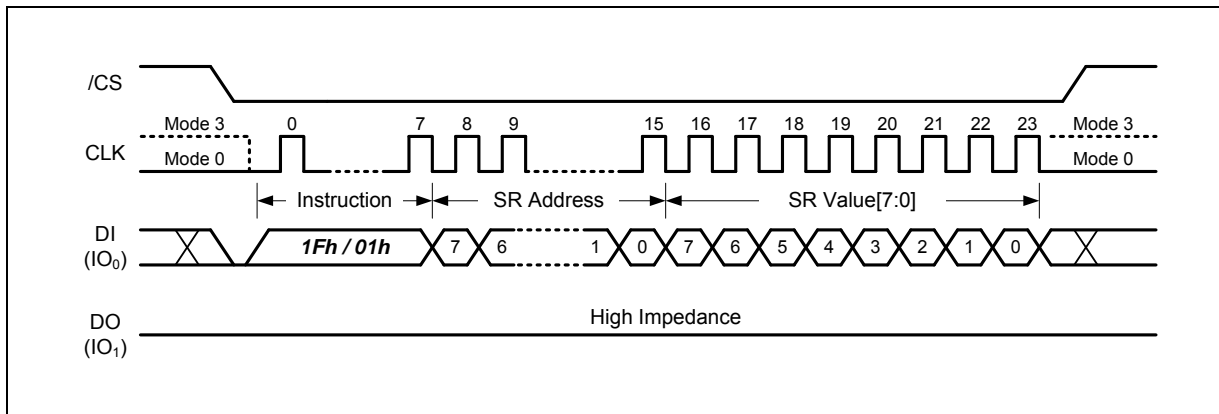 /CS
Mode 3 0 7 8 9 15 16 17 18 19 20 21 22 23 Mode 3
CLK
Mode 0 Mode 0
Instruction SR Address SR Value[7:0]
DI
(IO₀)
1Fh / 01h 7 6 1 0 7 6 5 4 3 2 1 0
High Impedance
DO
(IO₁)